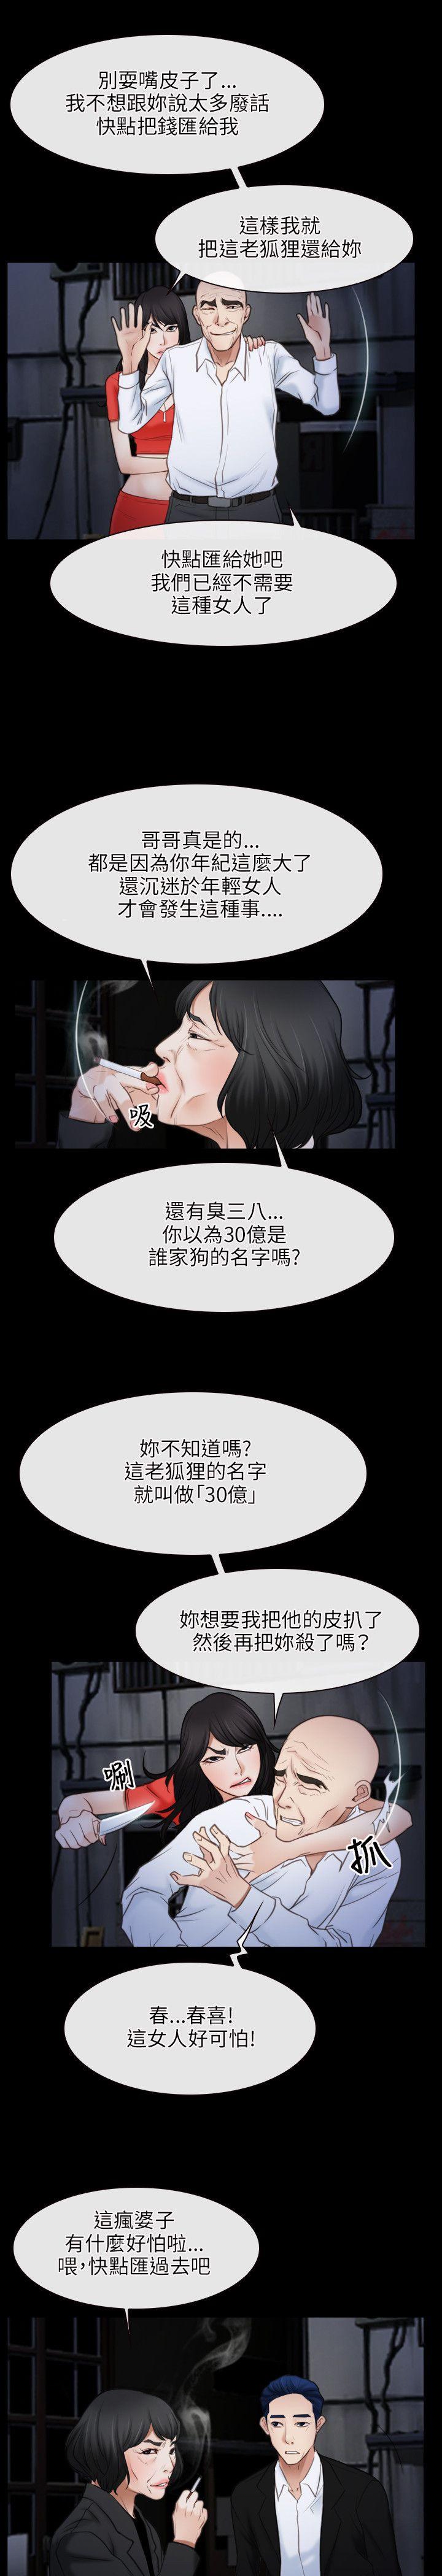 別耍嘴皮子了...
我不想跟妳說太多廢話
快點把錢匯給我
這樣我就
把這老狐狸還給妳
快點匯給她吧
我們已經不需要
這種女人了
哥哥真是的...
都是因為你年紀這麼大了
還沉迷於年輕女人
才會發生這種事....
吸
還有臭三八...
你以為30億是
誰家狗的名字嗎?
妳不知道嗎?
這老狐狸的名字
就叫做「30億」
妳想要我把他的皮扒了
然後再把妳殺了嗎?
唰
抓
春...春喜!
這女人好可怕!
這瘋婆子
有什麼好怕啦...
喂,快點匯過去吧